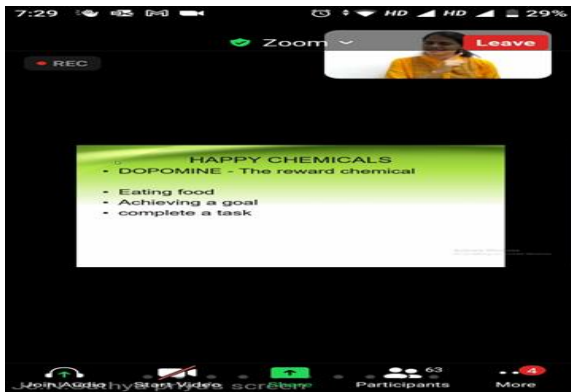 7:29 HD HD 29%
Zoom
Leave
REC
HAPPY CHEMICALS
• DOPOMINE - The reward chemical
• Eating food
• Achieving a goal
• complete a task
63
4
Join Audio Start Video Share Participants More
screen